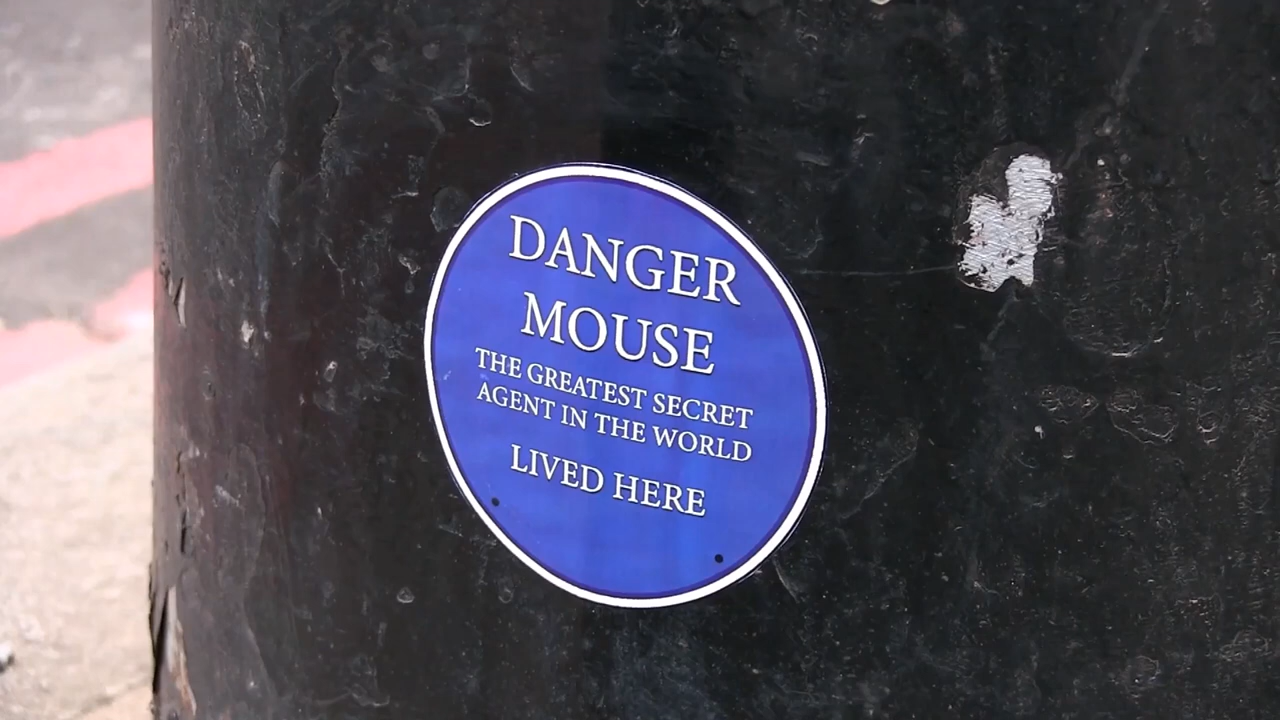 DANGER
MOUSE
THE GREATEST SECRET
AGENT IN THE WORLD
LIVED HERE